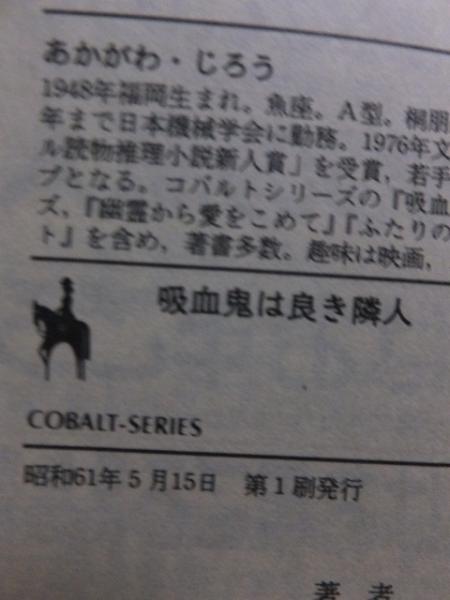 あかがわ・じろう
1948年福岡生まれ。魚座。A型。桐朋
年まで日本機械学会に勤務。1976年文
ル読物推理小説新人賞」を受賞，若手
プとなる。コバルトシリーズの『吸血
ズ，『幽霊から愛をこめて』『ふたりの
ト』を含め，著書多数。趣味は映画，
吸血鬼は良き隣人
COBALT-SERIES
昭和61年5月15日 第1刷発行
著者